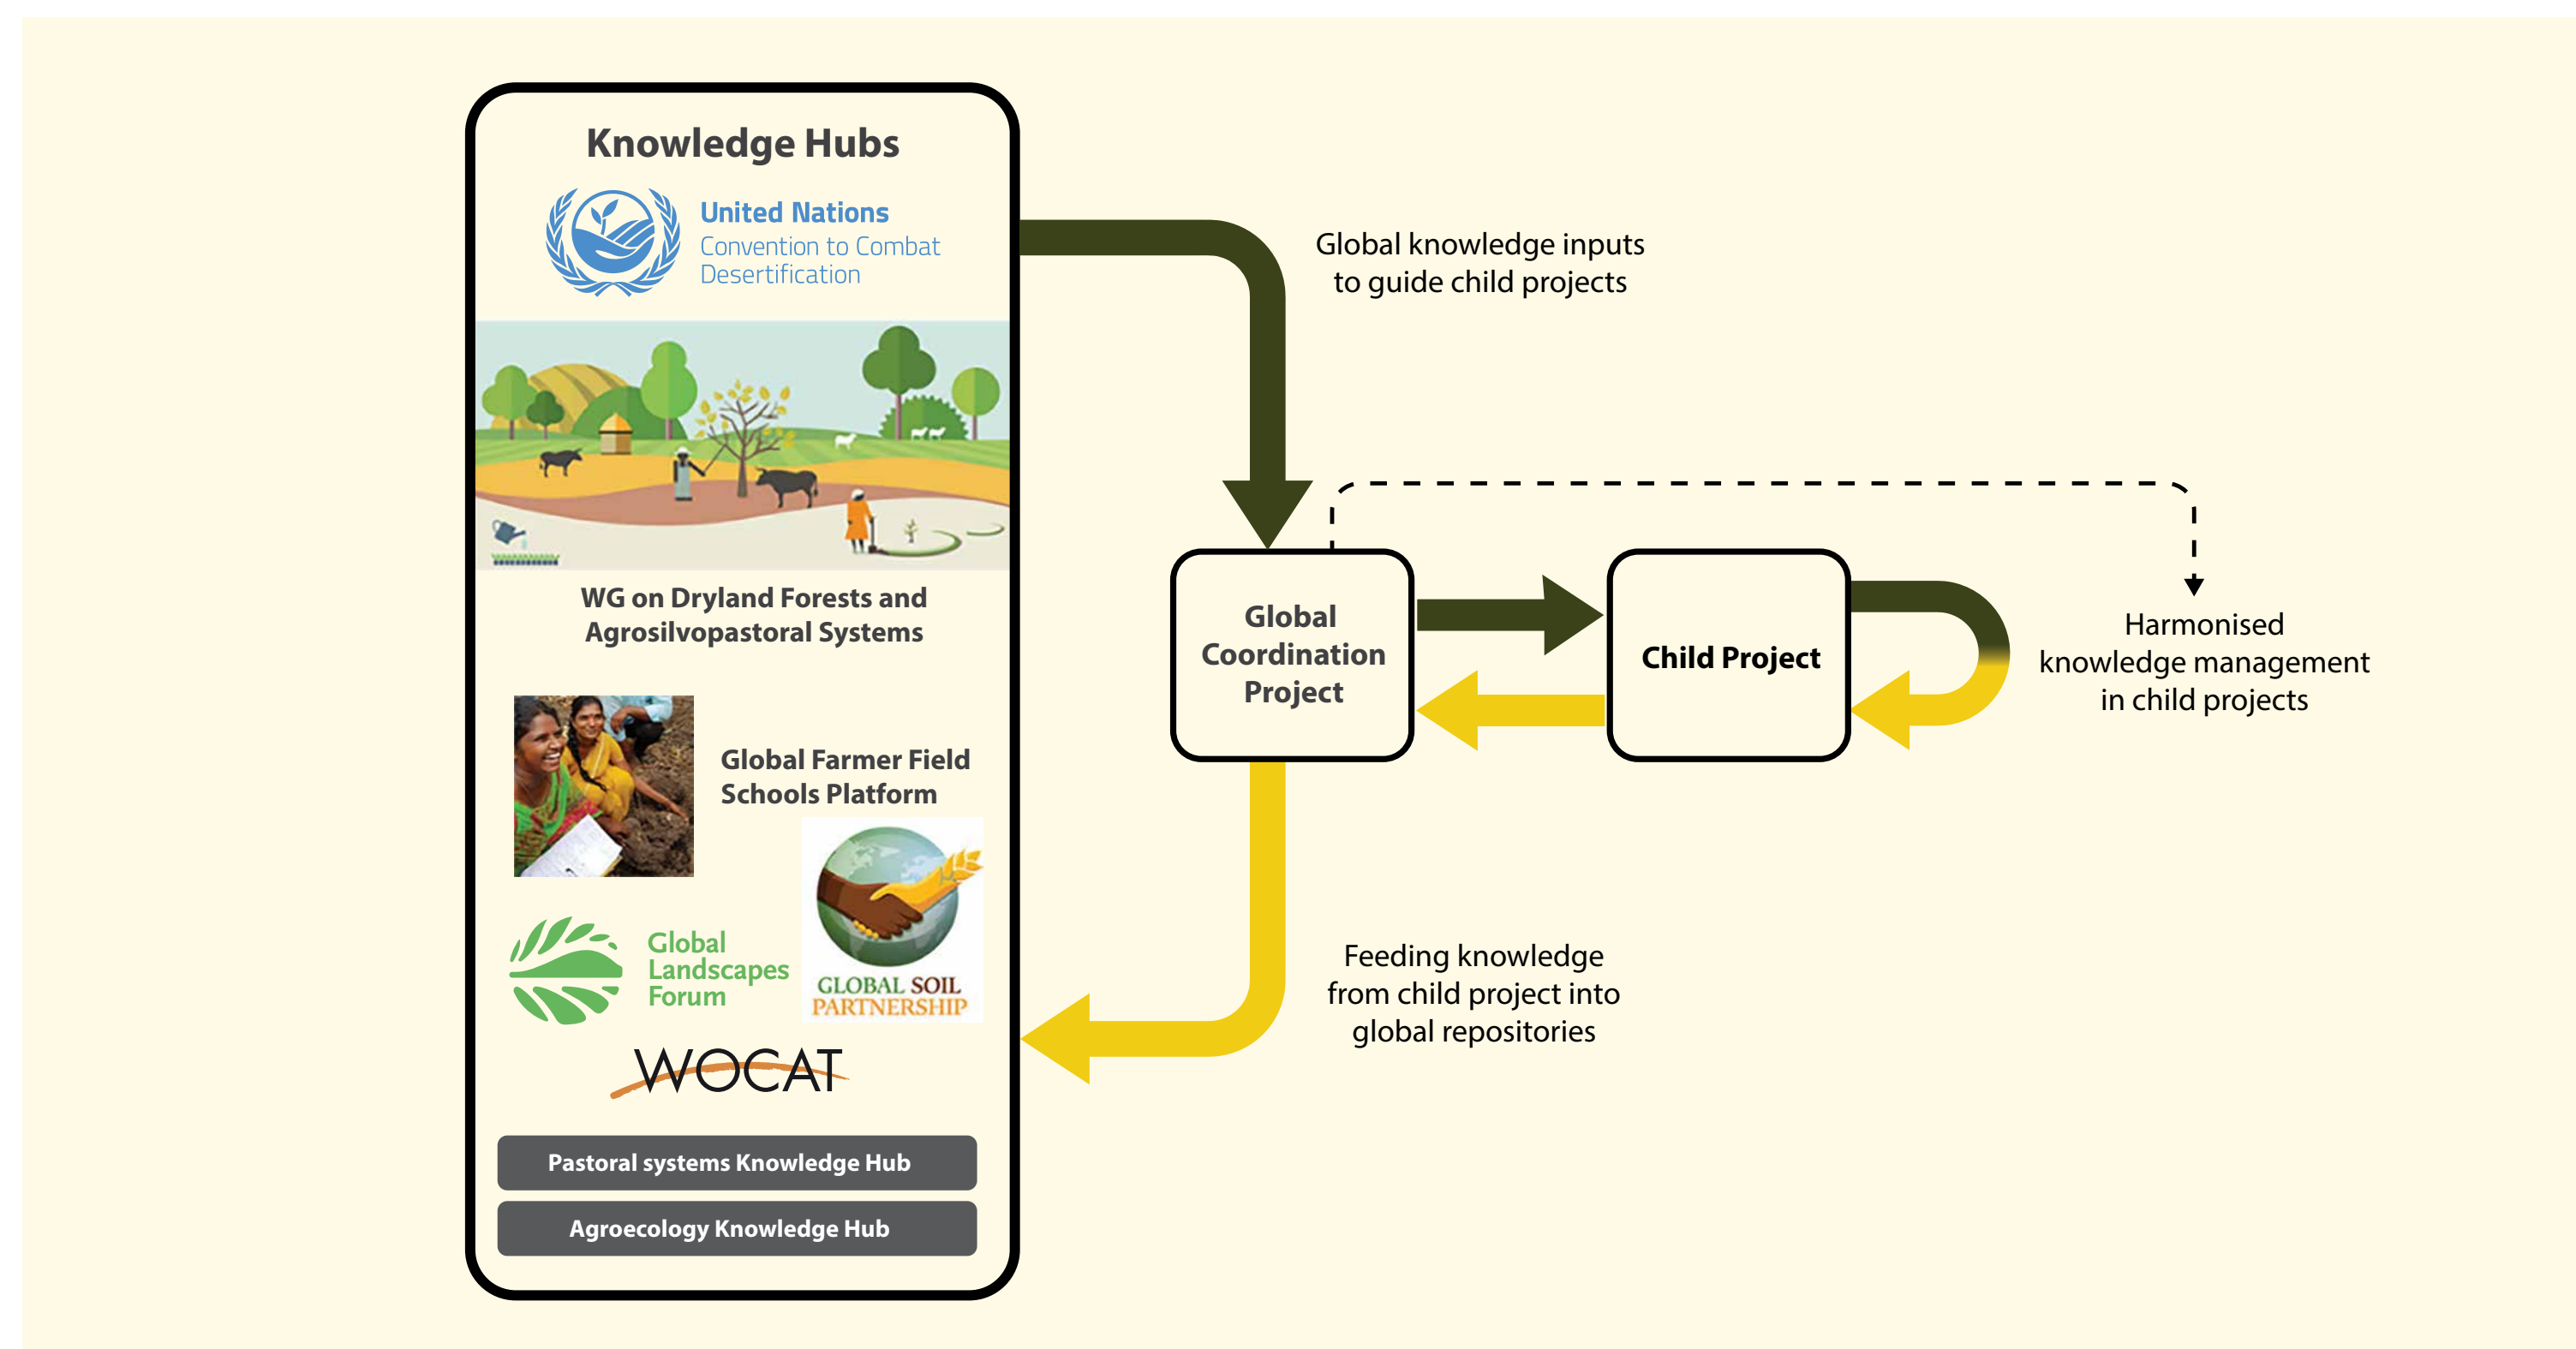 Knowledge Hubs
United Nations
Convention to Combat
Desertification
WG on Dryland Forests and
Agrosilvopastoral Systems
Global Farmer Field
Schools Platform
Global
Landscapes
Forum
GLOBAL SOIL
PARTNERSHIP
WOCAT
Pastoral systems Knowledge Hub
Agroecology Knowledge Hub
Global knowledge inputs
to guide child projects
Global
Coordination
Project
Child Project
Harmonised
knowledge management
in child projects
Feeding knowledge
from child project into
global repositories